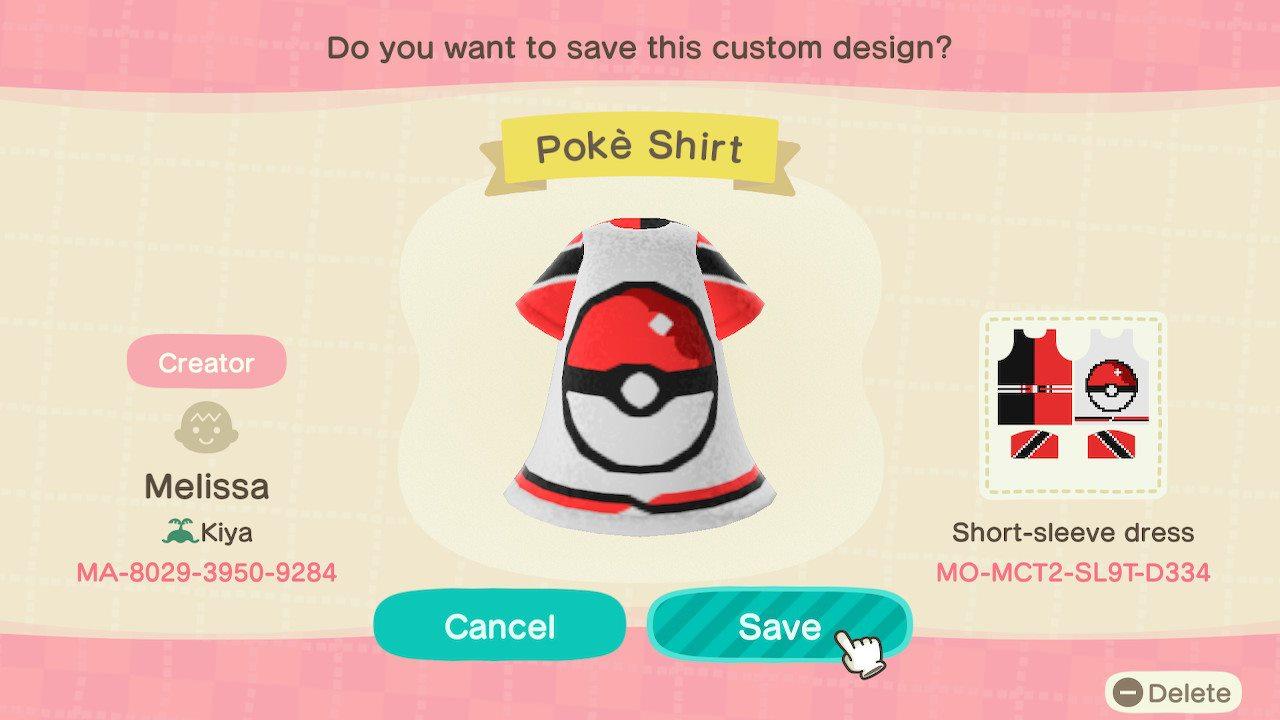 Do you want to save this custom design?
Pokè Shirt
Creator
Melissa
Kiya
MA-8029-3950-9284
Short-sleeve dress
MO-MCT2-SL9T-D334
Cancel
Save
Delete